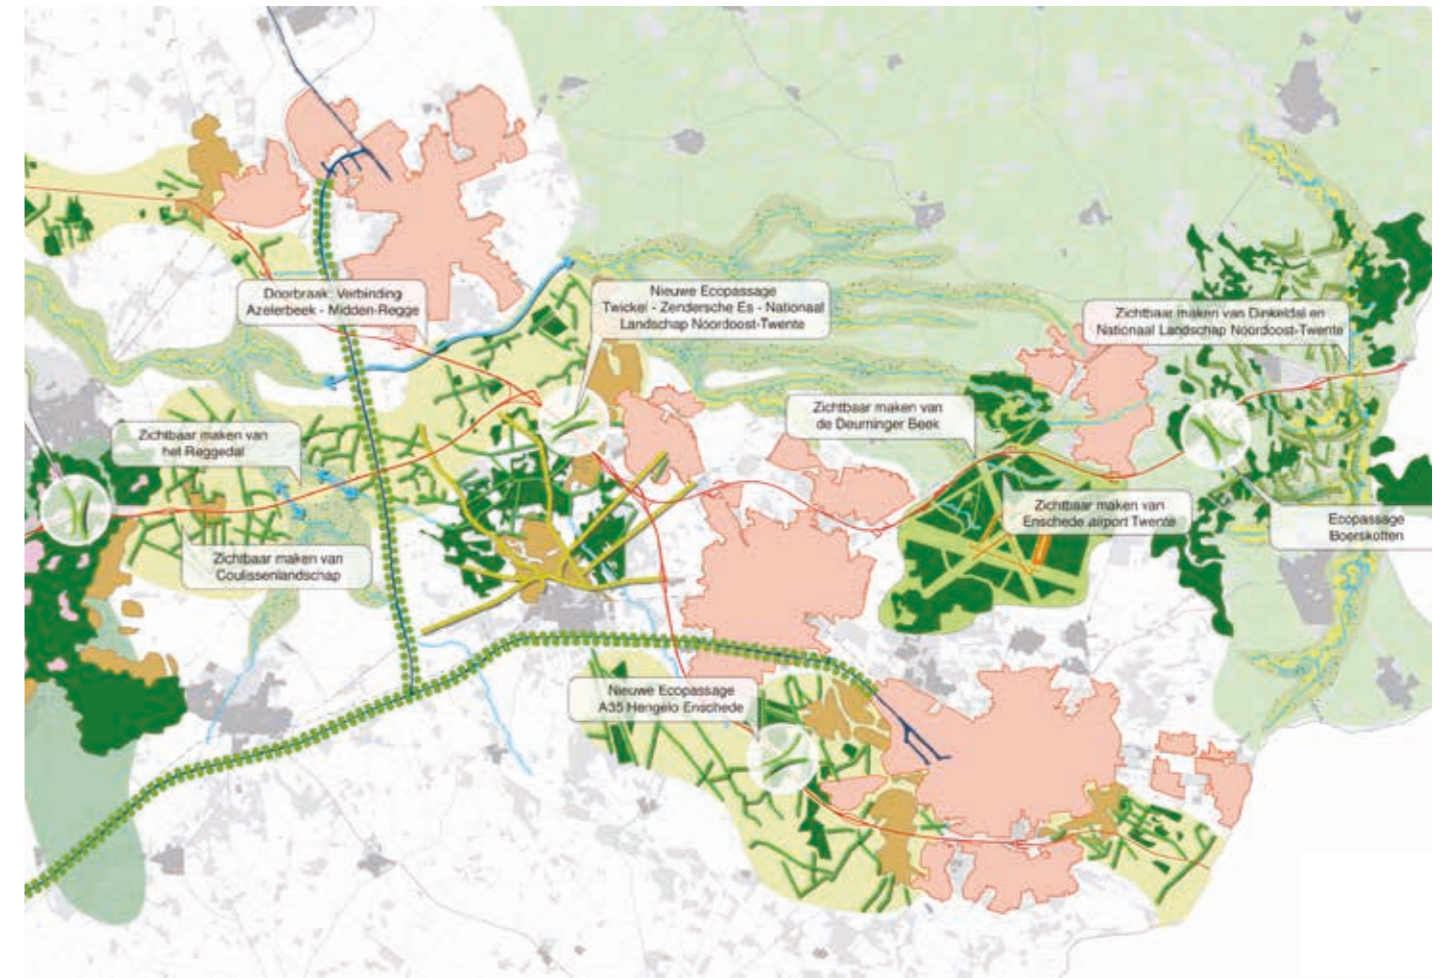 Doorbraak: Verbinding
Azelerbeek - Midden-Regge
Nieuwe Ecopassage
Twickel - Zendersche Es - Nationaal
Landschap Noordoost-Twente
Zichtbaar maken van Dinkeldal en
Nationaal Landschap Noordoost-Twente
Zichtbaar maken van
de Deurninger Beek
Zichtbaar maken van
het Reggedal
Zichtbaar maken van
Enschede airport Twente
Ecopassage
Boerskotten
Zichtbaar maken van
Coulissenlandschap
Nieuwe Ecopassage
A35 Hengelo Enschede